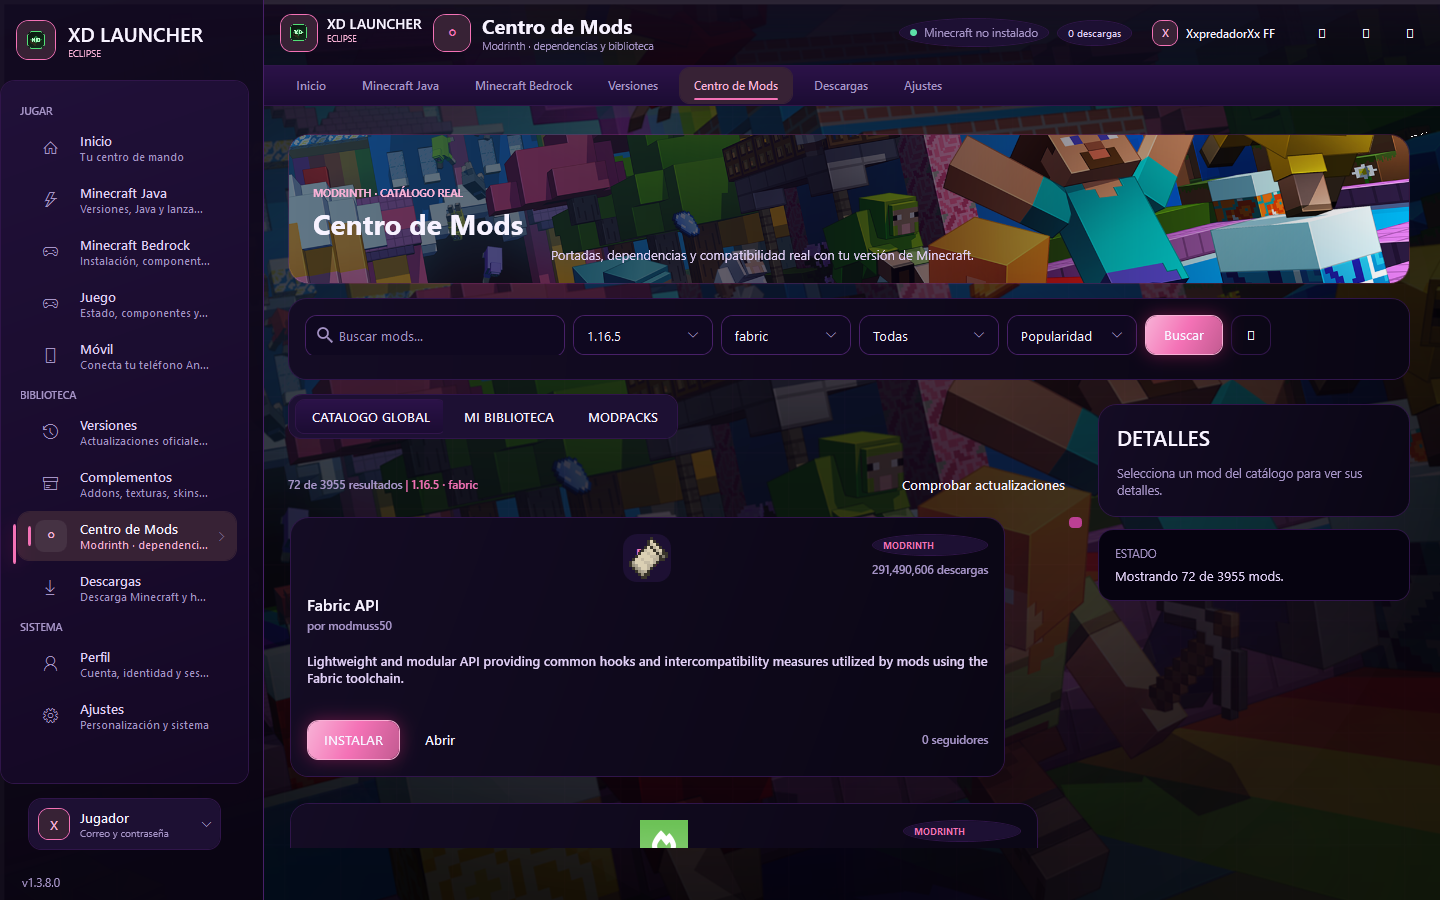 XD LAUNCHER
ECLIPSE
JUGAR
Inicio
Tu centro de mando
Minecraft Java
Versiones, Java y lanza...
Minecraft Bedrock
Instalación, component...
Juego
Estado, componentes y...
Móvil
Conecta tu teléfono An...
BIBLIOTECA
Versiones
Actualizaciones oficiale...
Complementos
Addons, texturas, skins...
Centro de Mods
Modrinth · dependenci...
Descargas
Descarga Minecraft y h...
SISTEMA
Perfil
Cuenta, identidad y ses...
Ajustes
Personalización y sistema
X
Jugador
Correo y contraseña
v1.3.8.0
XD LAUNCHER
ECLIPSE
Centro de Mods
Modrinth · dependencias y biblioteca
Minecraft no instalado
0 descargas
X
XxpredadorXx FF
Inicio
Minecraft Java
Minecraft Bedrock
Versiones
Centro de Mods
Descargas
Ajustes
MODRINTH · CATÁLOGO REAL
Centro de Mods
Portadas, dependencias y compatibilidad real con tu versión de Minecraft.
Buscar mods...
1.16.5
fabric
Todas
Popularidad
Buscar
CATALOGO GLOBAL
MI BIBLIOTECA
MODPACKS
72 de 3955 resultados | 1.16.5 · fabric
Comprobar actualizaciones
MODRINTH
291,490,606 descargas
Fabric API
por modmuss50
Lightweight and modular API providing common hooks and intercompatibility measures utilized by mods using the
Fabric toolchain.
INSTALAR
Abrir
0 seguidores
MODRINTH
DETALLES
Selecciona un mod del catálogo para ver sus
detalles.
ESTADO
Mostrando 72 de 3955 mods.